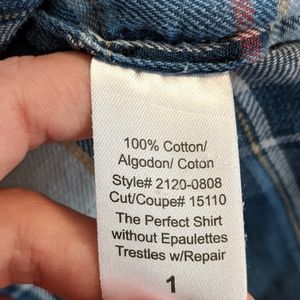 100% Cotton/
Algodon/ Coton
Style# 2120-0808
Cut/Coupe# 15110
The Perfect Shirt
without Epaulettes
Trestles w/Repair
1